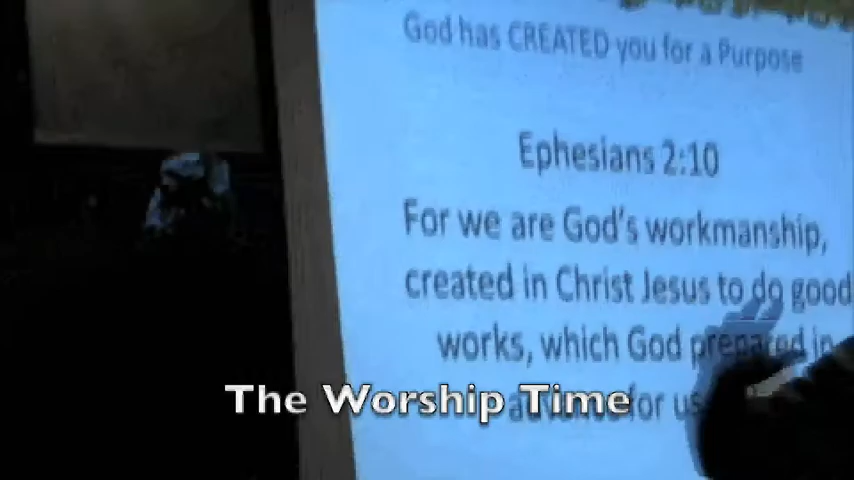 God has CREATED you for a Purpose
Ephesians 2:10
For we are God's workmanship,
created in Christ Jesus to do good
works, which God prepared in
for us
The Worship Time